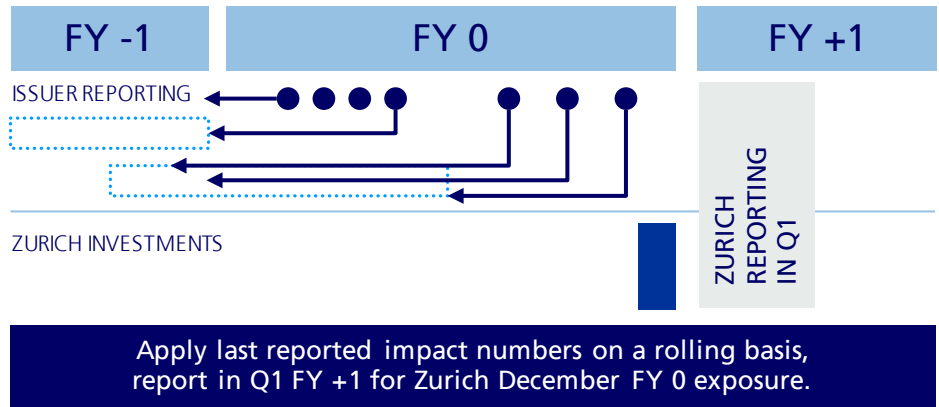 FY -1
FY 0
FY +1
ISSUER REPORTING
ZURICH
REPORTING
IN Q1
ZURICH INVESTMENTS
Apply last reported impact numbers on a rolling basis,
report in Q1 FY +1 for Zurich December FY 0 exposure.